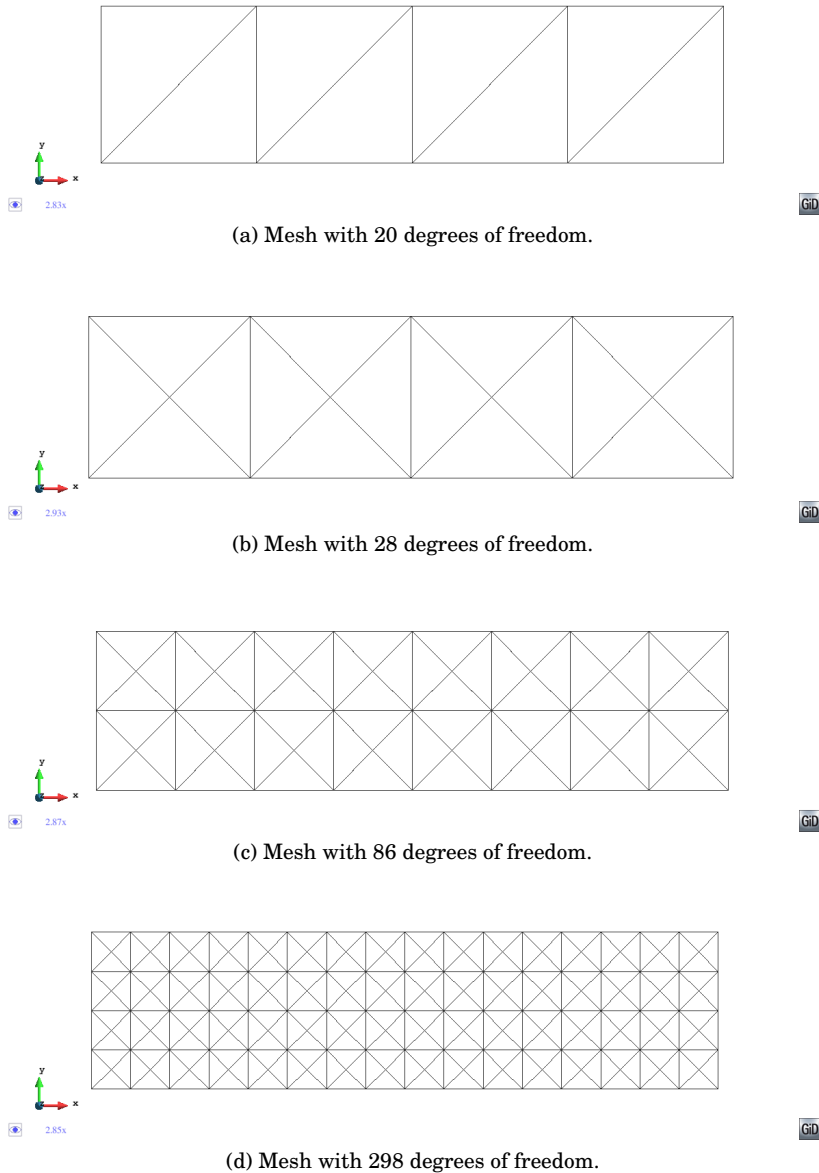 y
x
2.83x
GiD
(a) Mesh with 20 degrees of freedom.
y
x
2.93x
GiD
(b) Mesh with 28 degrees of freedom.
y
x
2.87x
GiD
(c) Mesh with 86 degrees of freedom.
y
x
2.85x
GiD
(d) Mesh with 298 degrees of freedom.